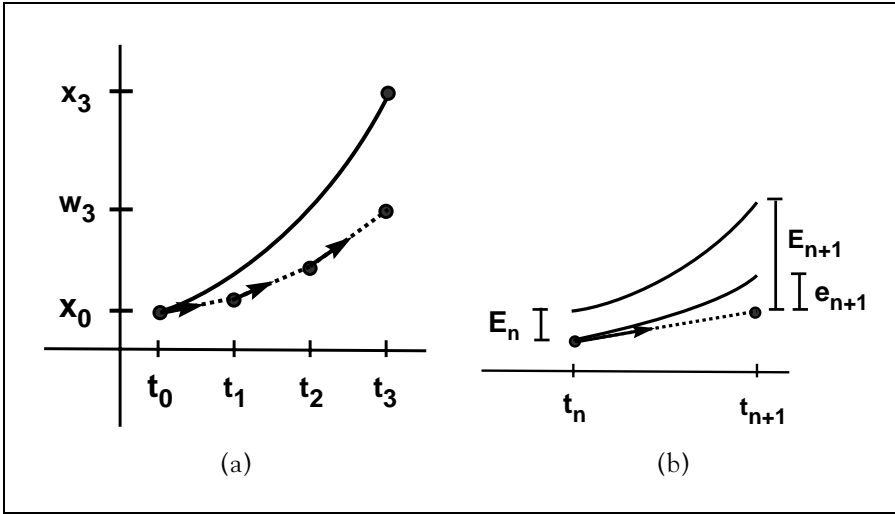 x₃
w₃
x₀
t₀ t₁ t₂ t₃
(a)
Eₙ
Eₙ₊₁
eₙ₊₁
tₙ tₙ₊₁
(b)